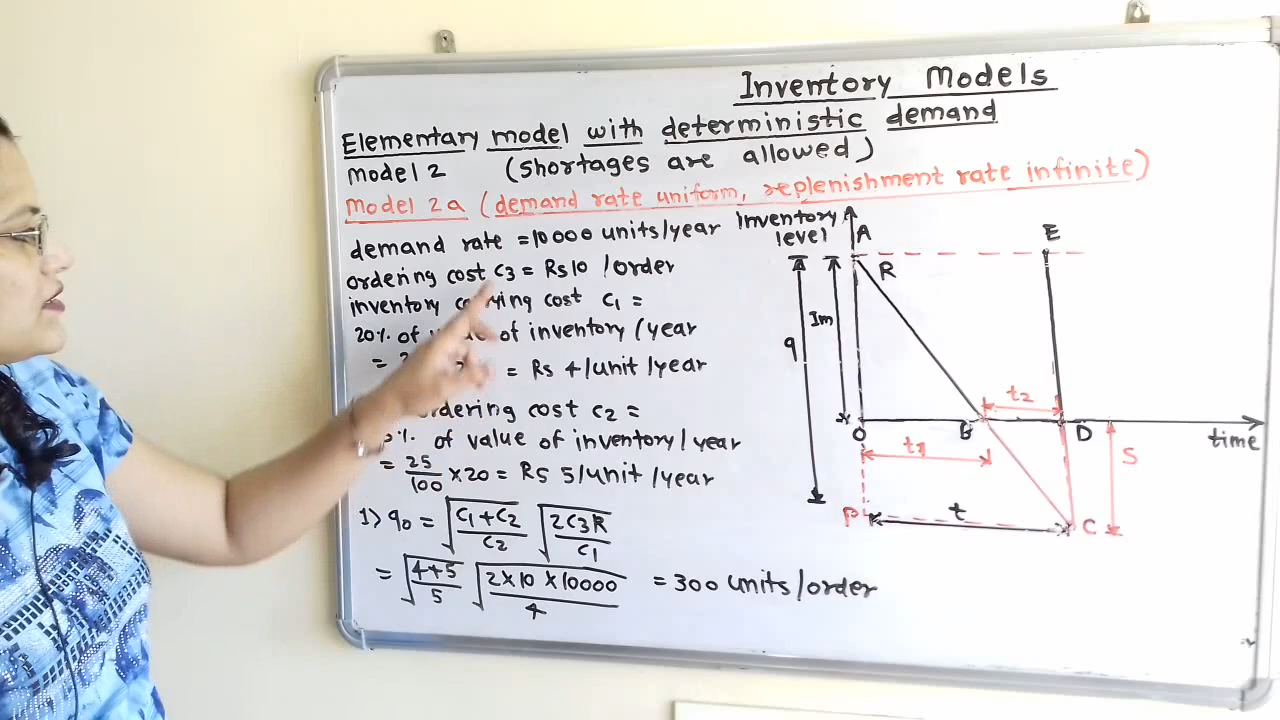 Inventory Models
Elementary model with deterministic demand
model 2 (shortages are allowed)
Model 2a (demand rate uniform, replenishment rate infinite)
demand rate = 10000 units/year
ordering cost C3 = Rs 10 /order
inventory cost C1 =
20% of value of inventory /year
= = Rs 4/unit/year
ordering cost C2 =
% of value of inventory/year
= 25/100 × 20 = Rs 5/unit/year
1) q0 = √(C1+C2/C2) √(2C3R/C1)
= √(4+5/5) √(2×10×10000/4) = 300 units/order
Inventory level
A
E
R
Im
q
t2
O
B
D
time
t1
S
P
t
C